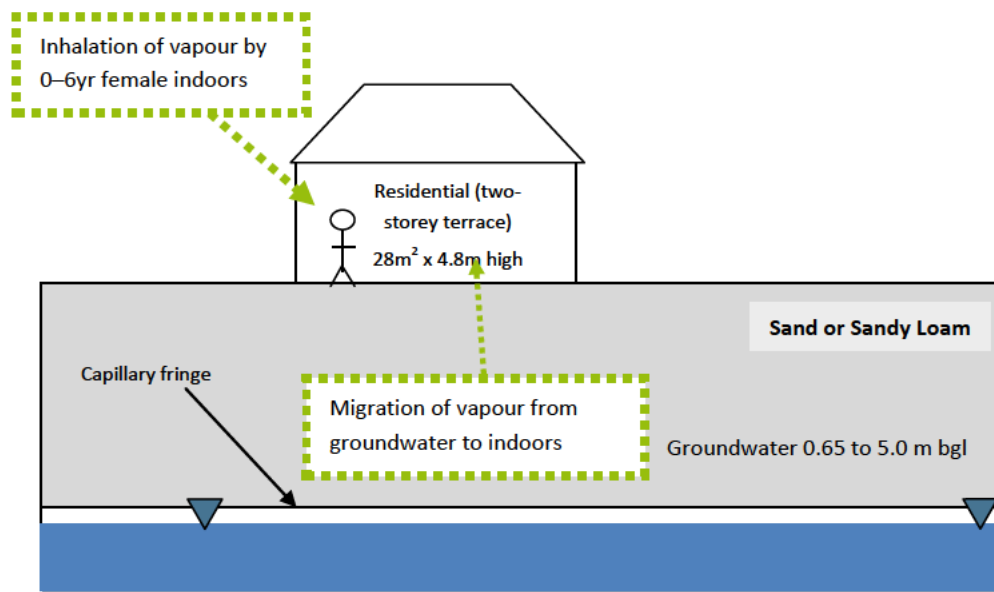 Inhalation of vapour by
0–6yr female indoors
Residential (two-
storey terrace)
28m² x 4.8m high
Sand or Sandy Loam
Capillary fringe
Migration of vapour from
groundwater to indoors
Groundwater 0.65 to 5.0 m bgl